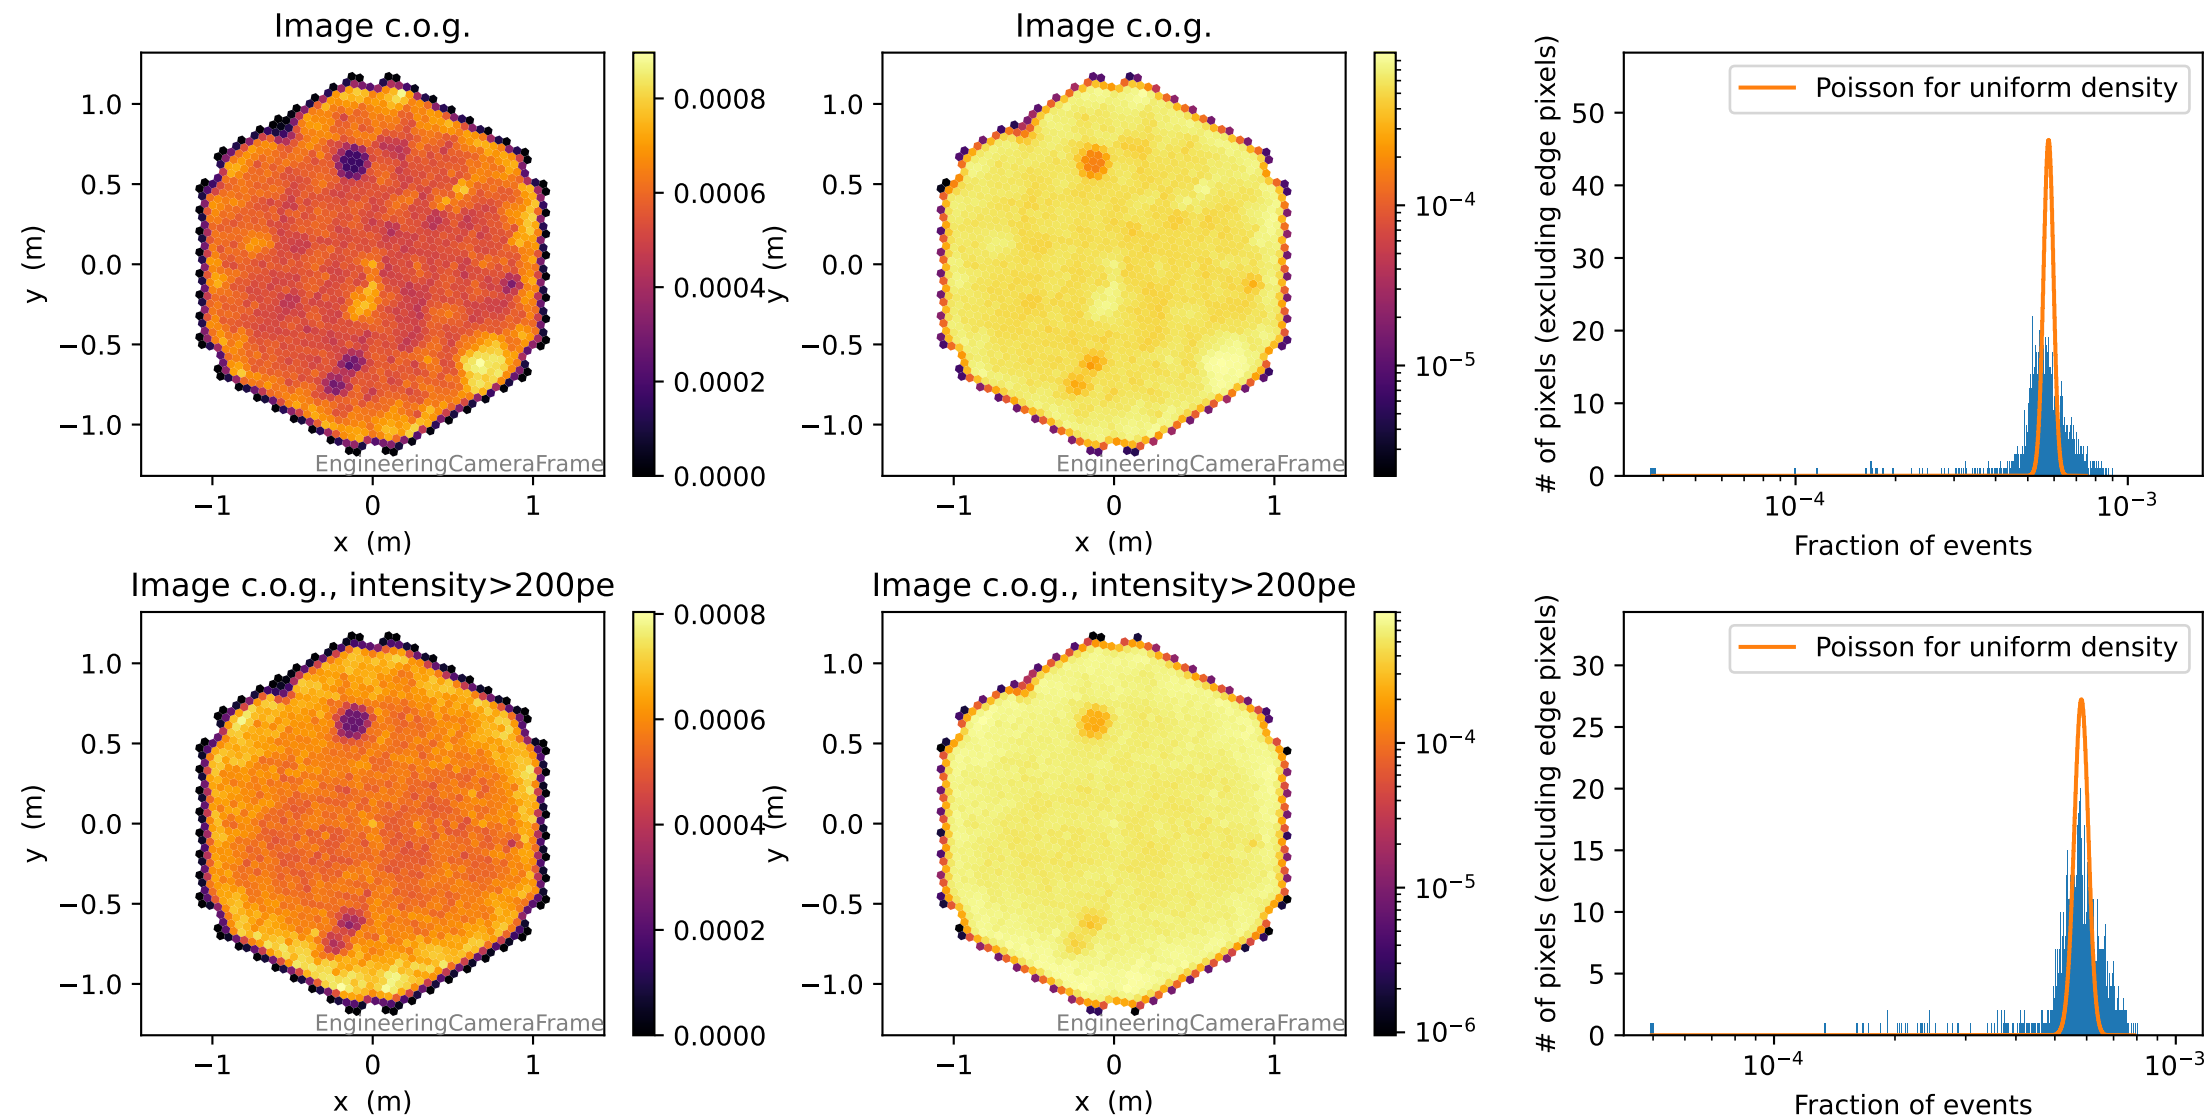 Image c.o.g.
1.0
0.5
0.0
−0.5
−1.0
y (m)
−1
0
1
x (m)
EngineeringCameraFrame
0.0008
0.0006
0.0004
0.0002
0.0000
Image c.o.g.
1.0
0.5
0.0
−0.5
−1.0
y (m)
−1
0
1
x (m)
EngineeringCameraFrame
10⁻⁴
10⁻⁵
Poisson for uniform density
# of pixels (excluding edge pixels)
50
40
30
20
10
0
10⁻⁴
10⁻³
Fraction of events
Image c.o.g., intensity>200pe
1.0
0.5
0.0
−0.5
−1.0
y (m)
−1
0
1
x (m)
EngineeringCameraFrame
0.0008
0.0006
0.0004
0.0002
0.0000
Image c.o.g., intensity>200pe
1.0
0.5
0.0
−0.5
−1.0
y (m)
−1
0
1
x (m)
EngineeringCameraFrame
10⁻⁴
10⁻⁵
10⁻⁶
Poisson for uniform density
# of pixels (excluding edge pixels)
30
25
20
15
10
5
0
10⁻⁴
10⁻³
Fraction of events